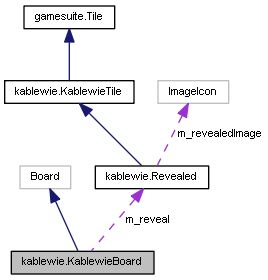 gamesuite.Tile
kablewie.KablewieTile
ImageIcon
m_revealedImage
Board
kablewie.Revealed
m_reveal
kablewie.KablewieBoard